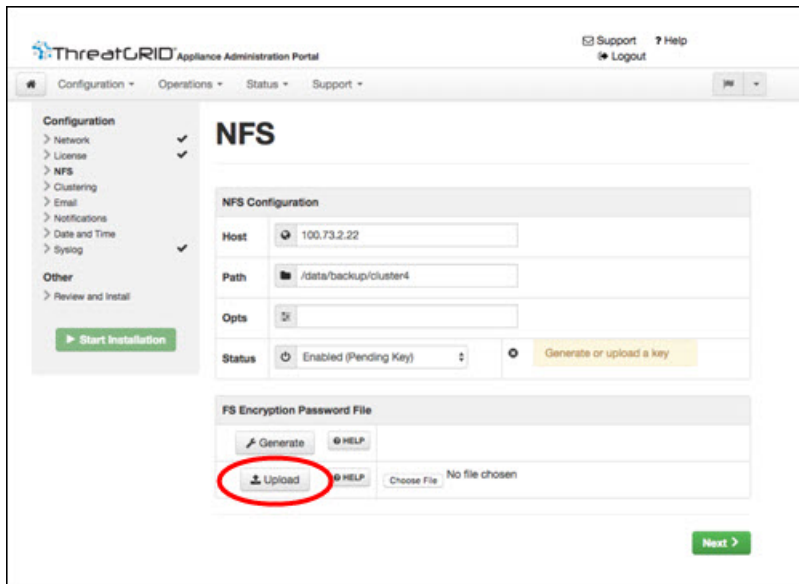 Support ? Help
ThreatGRID Appliance Administration Portal
Logout
Configuration Operations Status Support
Configuration
Network
License
NFS
Clustering
Email
Notifications
Date and Time
Syslog
Other
Review and Install
Start Installation
NFS
NFS Configuration
Host 100.73.2.22
Path /data/backup/cluster4
Opts
Status Enabled (Pending Key) Generate or upload a key
FS Encryption Password File
Generate HELP
Upload HELP Choose File No file chosen
Next